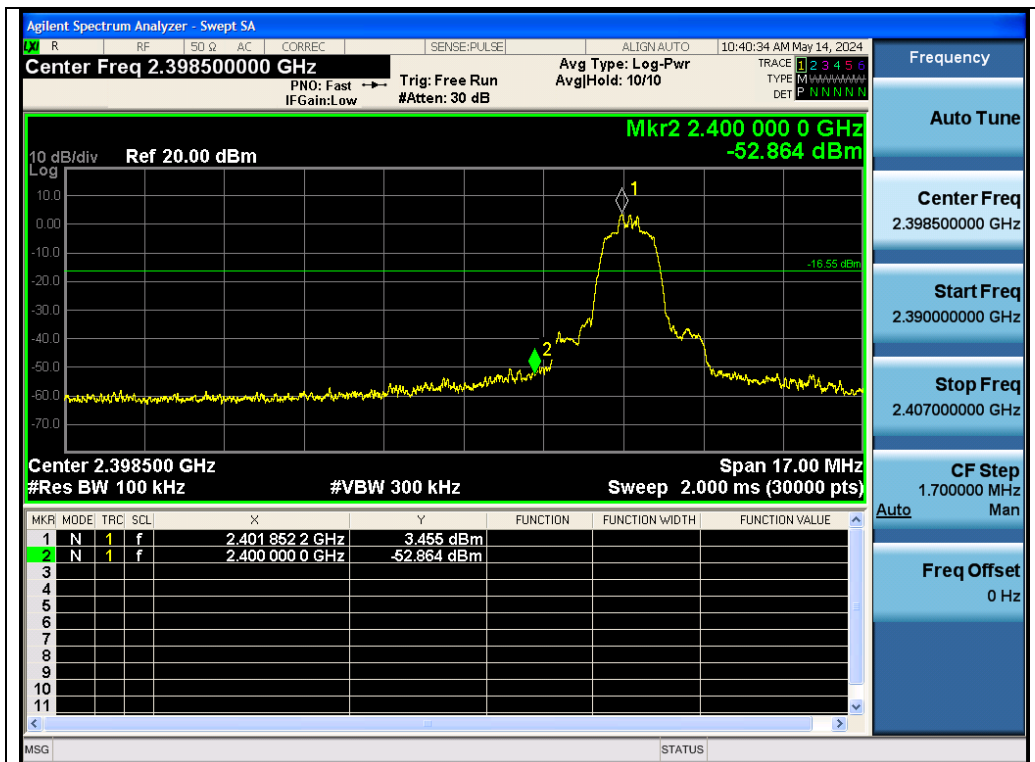 Agilent Spectrum Analyzer - Swept SA
LXI R RF 50 Ω AC CORREC SENSE:PULSE ALIGN AUTO 10:40:34 AM May 14, 2024
Center Freq 2.398500000 GHz
PNO: Fast
IFGain:Low
Trig: Free Run
#Atten: 30 dB
Avg Type: Log-Pwr
Avg|Hold: 10/10
TRACE 1 2 3 4 5 6
TYPE M WWWWW
DET P N N N N N
Mkr2 2.400 000 0 GHz
-52.864 dBm
10 dB/div Ref 20.00 dBm
Log
10.0
0.00
-10.0
-20.0
-30.0
-40.0
-50.0
-60.0
-70.0
1
-16.55 dBm
2
Center 2.398500 GHz Span 17.00 MHz
#Res BW 100 kHz #VBW 300 kHz Sweep 2.000 ms (30000 pts)
MKR MODE TRC SCL X Y FUNCTION FUNCTION WIDTH FUNCTION VALUE
1 N 1 f 2.401 852 2 GHz 3.455 dBm
2 N 1 f 2.400 000 0 GHz -52.864 dBm
3
4
5
6
7
8
9
10
11
MSG STATUS
Frequency
Auto Tune
Center Freq
2.398500000 GHz
Start Freq
2.390000000 GHz
Stop Freq
2.407000000 GHz
CF Step
1.700000 MHz
Auto Man
Freq Offset
0 Hz